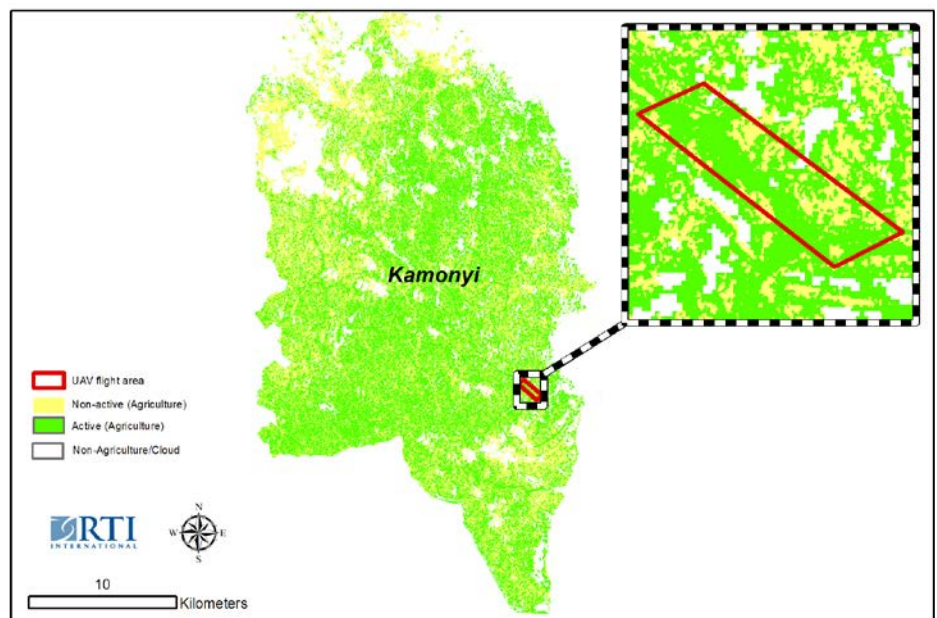 Kamonyi
UAV flight area
Non-active (Agriculture)
Active (Agriculture)
Non-Agriculture/Cloud
RTI
INTERNATIONAL
N
W
E
S
10
Kilometers